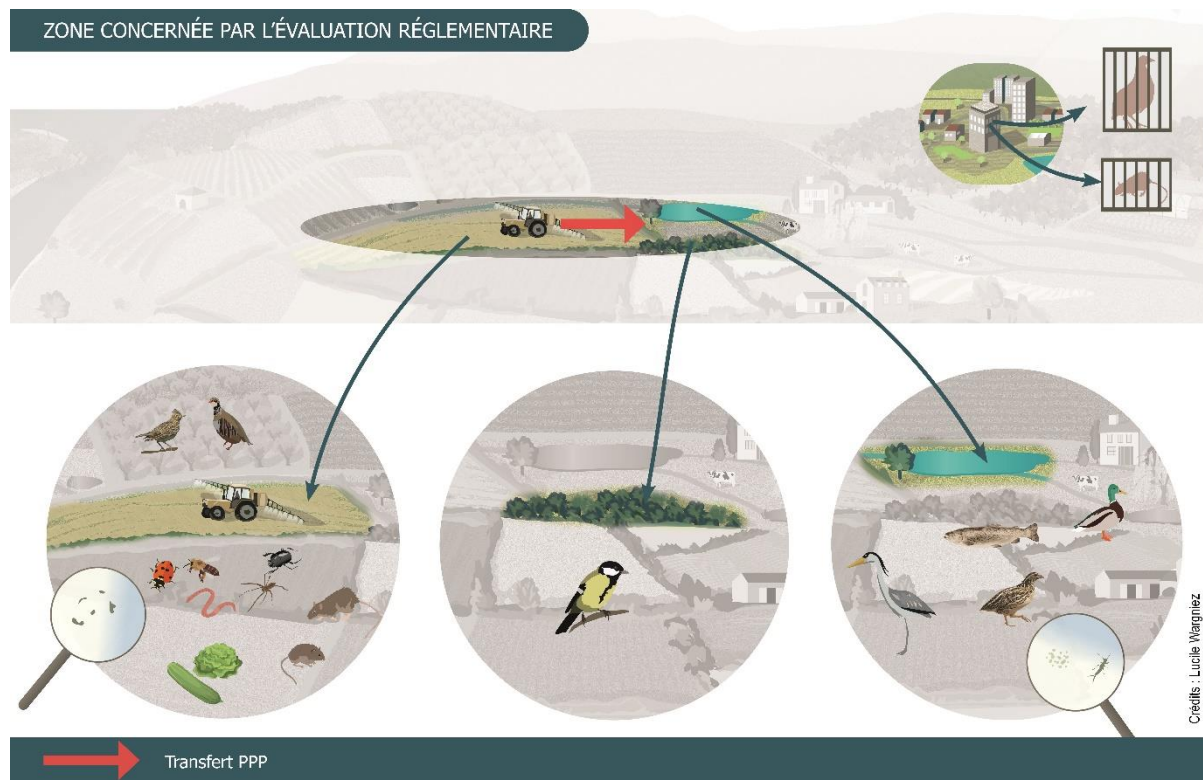 ZONE CONCERNÉE PAR L'ÉVALUATION RÉGLEMENTAIRE
Crédits : Lucile Wargniez
Transfert PPP